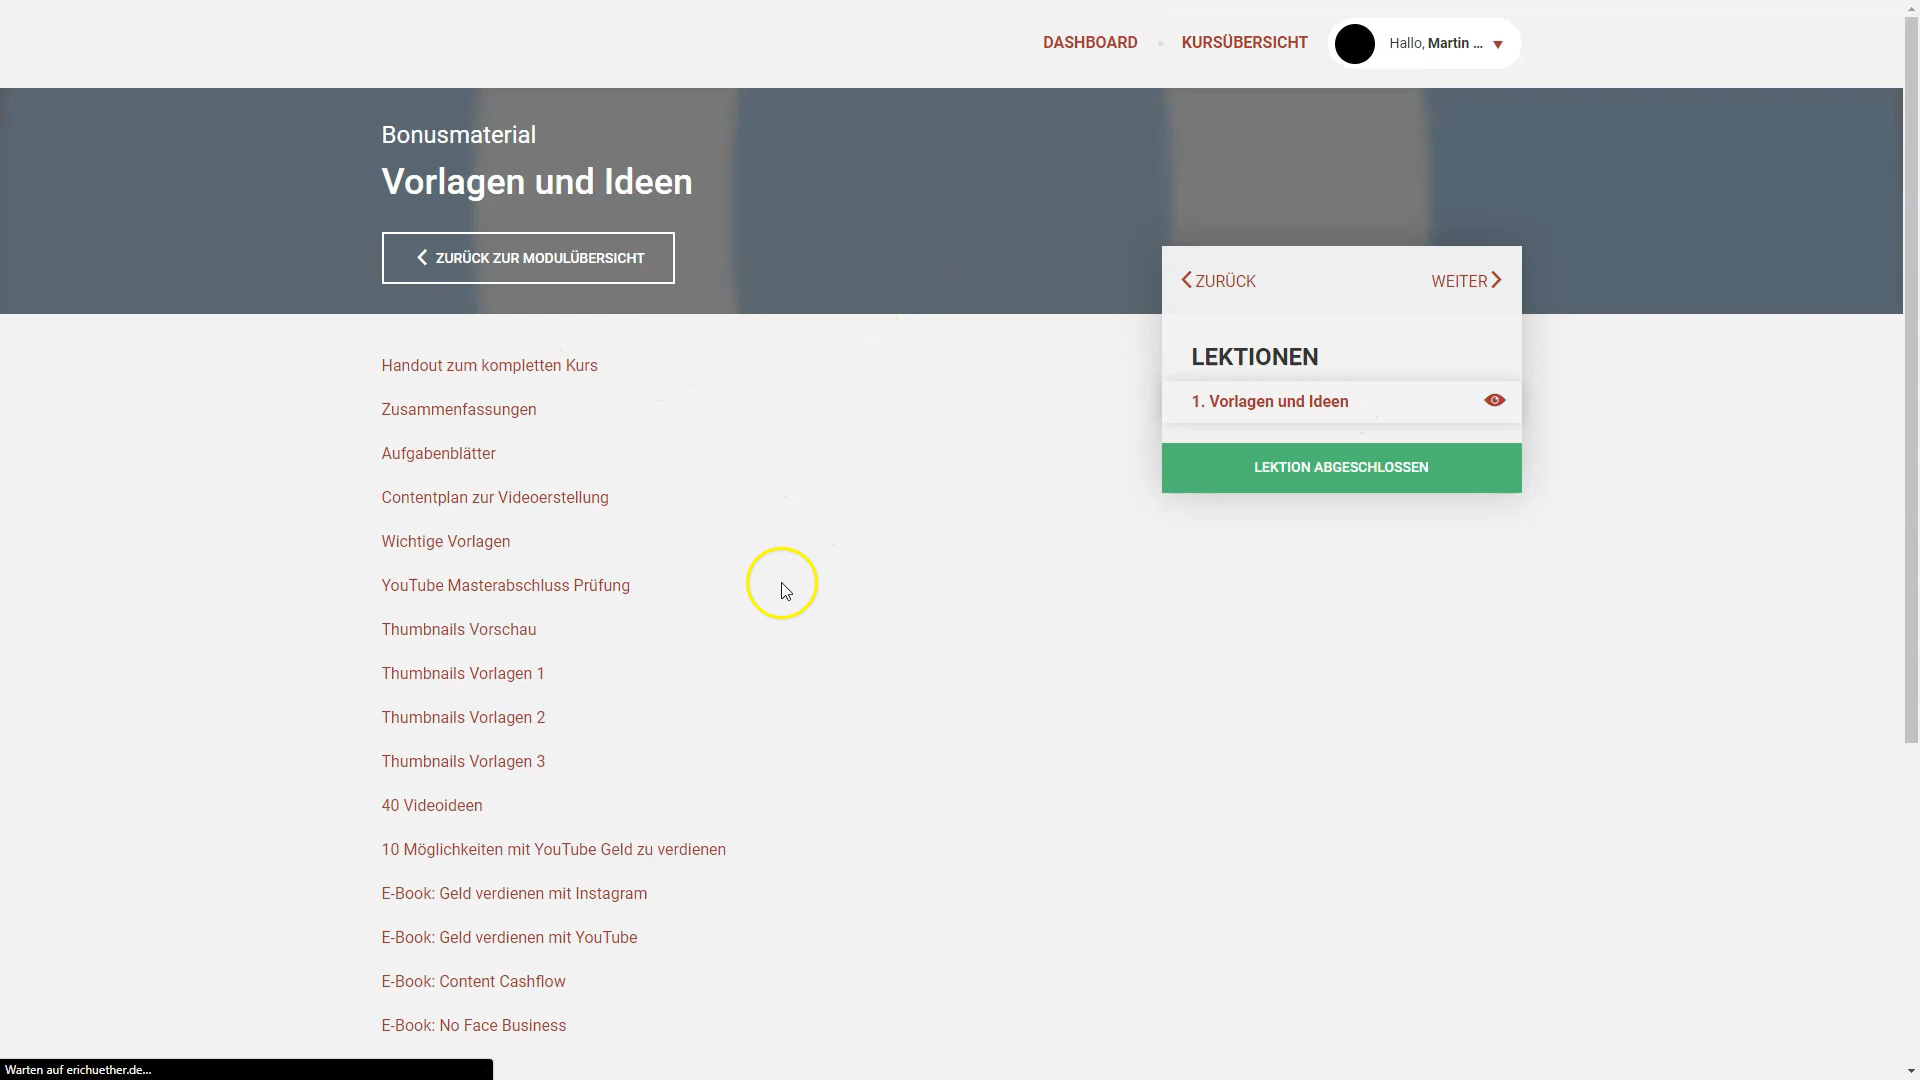 DASHBOARD
KURSÜBERSICHT
Hallo, Martin ...
Bonusmaterial
Vorlagen und Ideen
ZURÜCK ZUR MODULÜBERSICHT
ZURÜCK
WEITER
LEKTIONEN
1. Vorlagen und Ideen
LEKTION ABGESCHLOSSEN
Handout zum kompletten Kurs
Zusammenfassungen
Aufgabenblätter
Contentplan zur Videoerstellung
Wichtige Vorlagen
YouTube Masterabschluss Prüfung
Thumbnails Vorschau
Thumbnails Vorlagen 1
Thumbnails Vorlagen 2
Thumbnails Vorlagen 3
40 Videoideen
10 Möglichkeiten mit YouTube Geld zu verdienen
E-Book: Geld verdienen mit Instagram
E-Book: Geld verdienen mit YouTube
E-Book: Content Cashflow
E-Book: No Face Business
Warten auf erichuether.de...